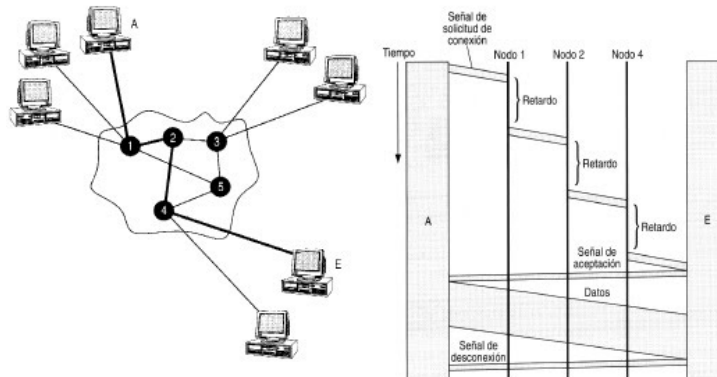 A
1
2
3
5
4
E
Señal
de solicitud
de conexión
Tiempo
Nodo 1
Nodo 2
Nodo 4
Retardo
Retardo
Retardo
A
E
Señal de
aceptación
Datos
Señal de
desconexión